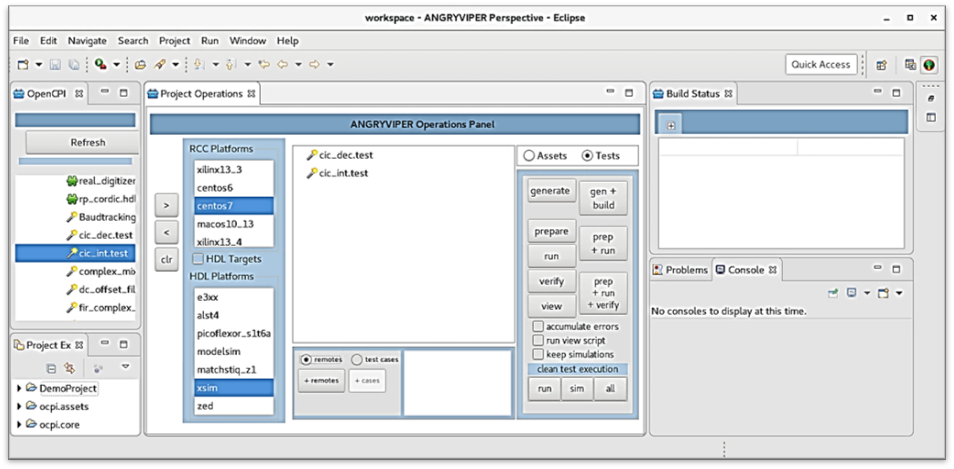 workspace - ANGRYVIPER Perspective - Eclipse
File Edit Navigate Search Project Run Window Help
Quick Access
OpenCPI
Refresh
real_digitizer
rp_cordic.hdl
Baudtracking
cic_dec.test
cic_int.test
complex_mix
dc_offset_fil
fir_complex_
Project Ex
DemoProject
ocpi.assets
ocpi.core
Project Operations
ANGRYVIPER Operations Panel
>
<
clr
RCC Platforms
xilinx13_3
centos6
centos7
macos10_13
xilinx13_4
HDL Targets
HDL Platforms
e3xx
alst4
picoflexor_s1t6a
modelsim
matchstiq_z1
xsim
zed
cic_dec.test
cic_int.test
remotes test cases
+ remotes + cases
Assets Tests
generate
gen +
build
prepare
run
prep
+ run
verify
view
prep
+ run
+ verify
accumulate errors
run view script
keep simulations
clean test execution
run sim all
Build Status
Problems Console
No consoles to display at this time.